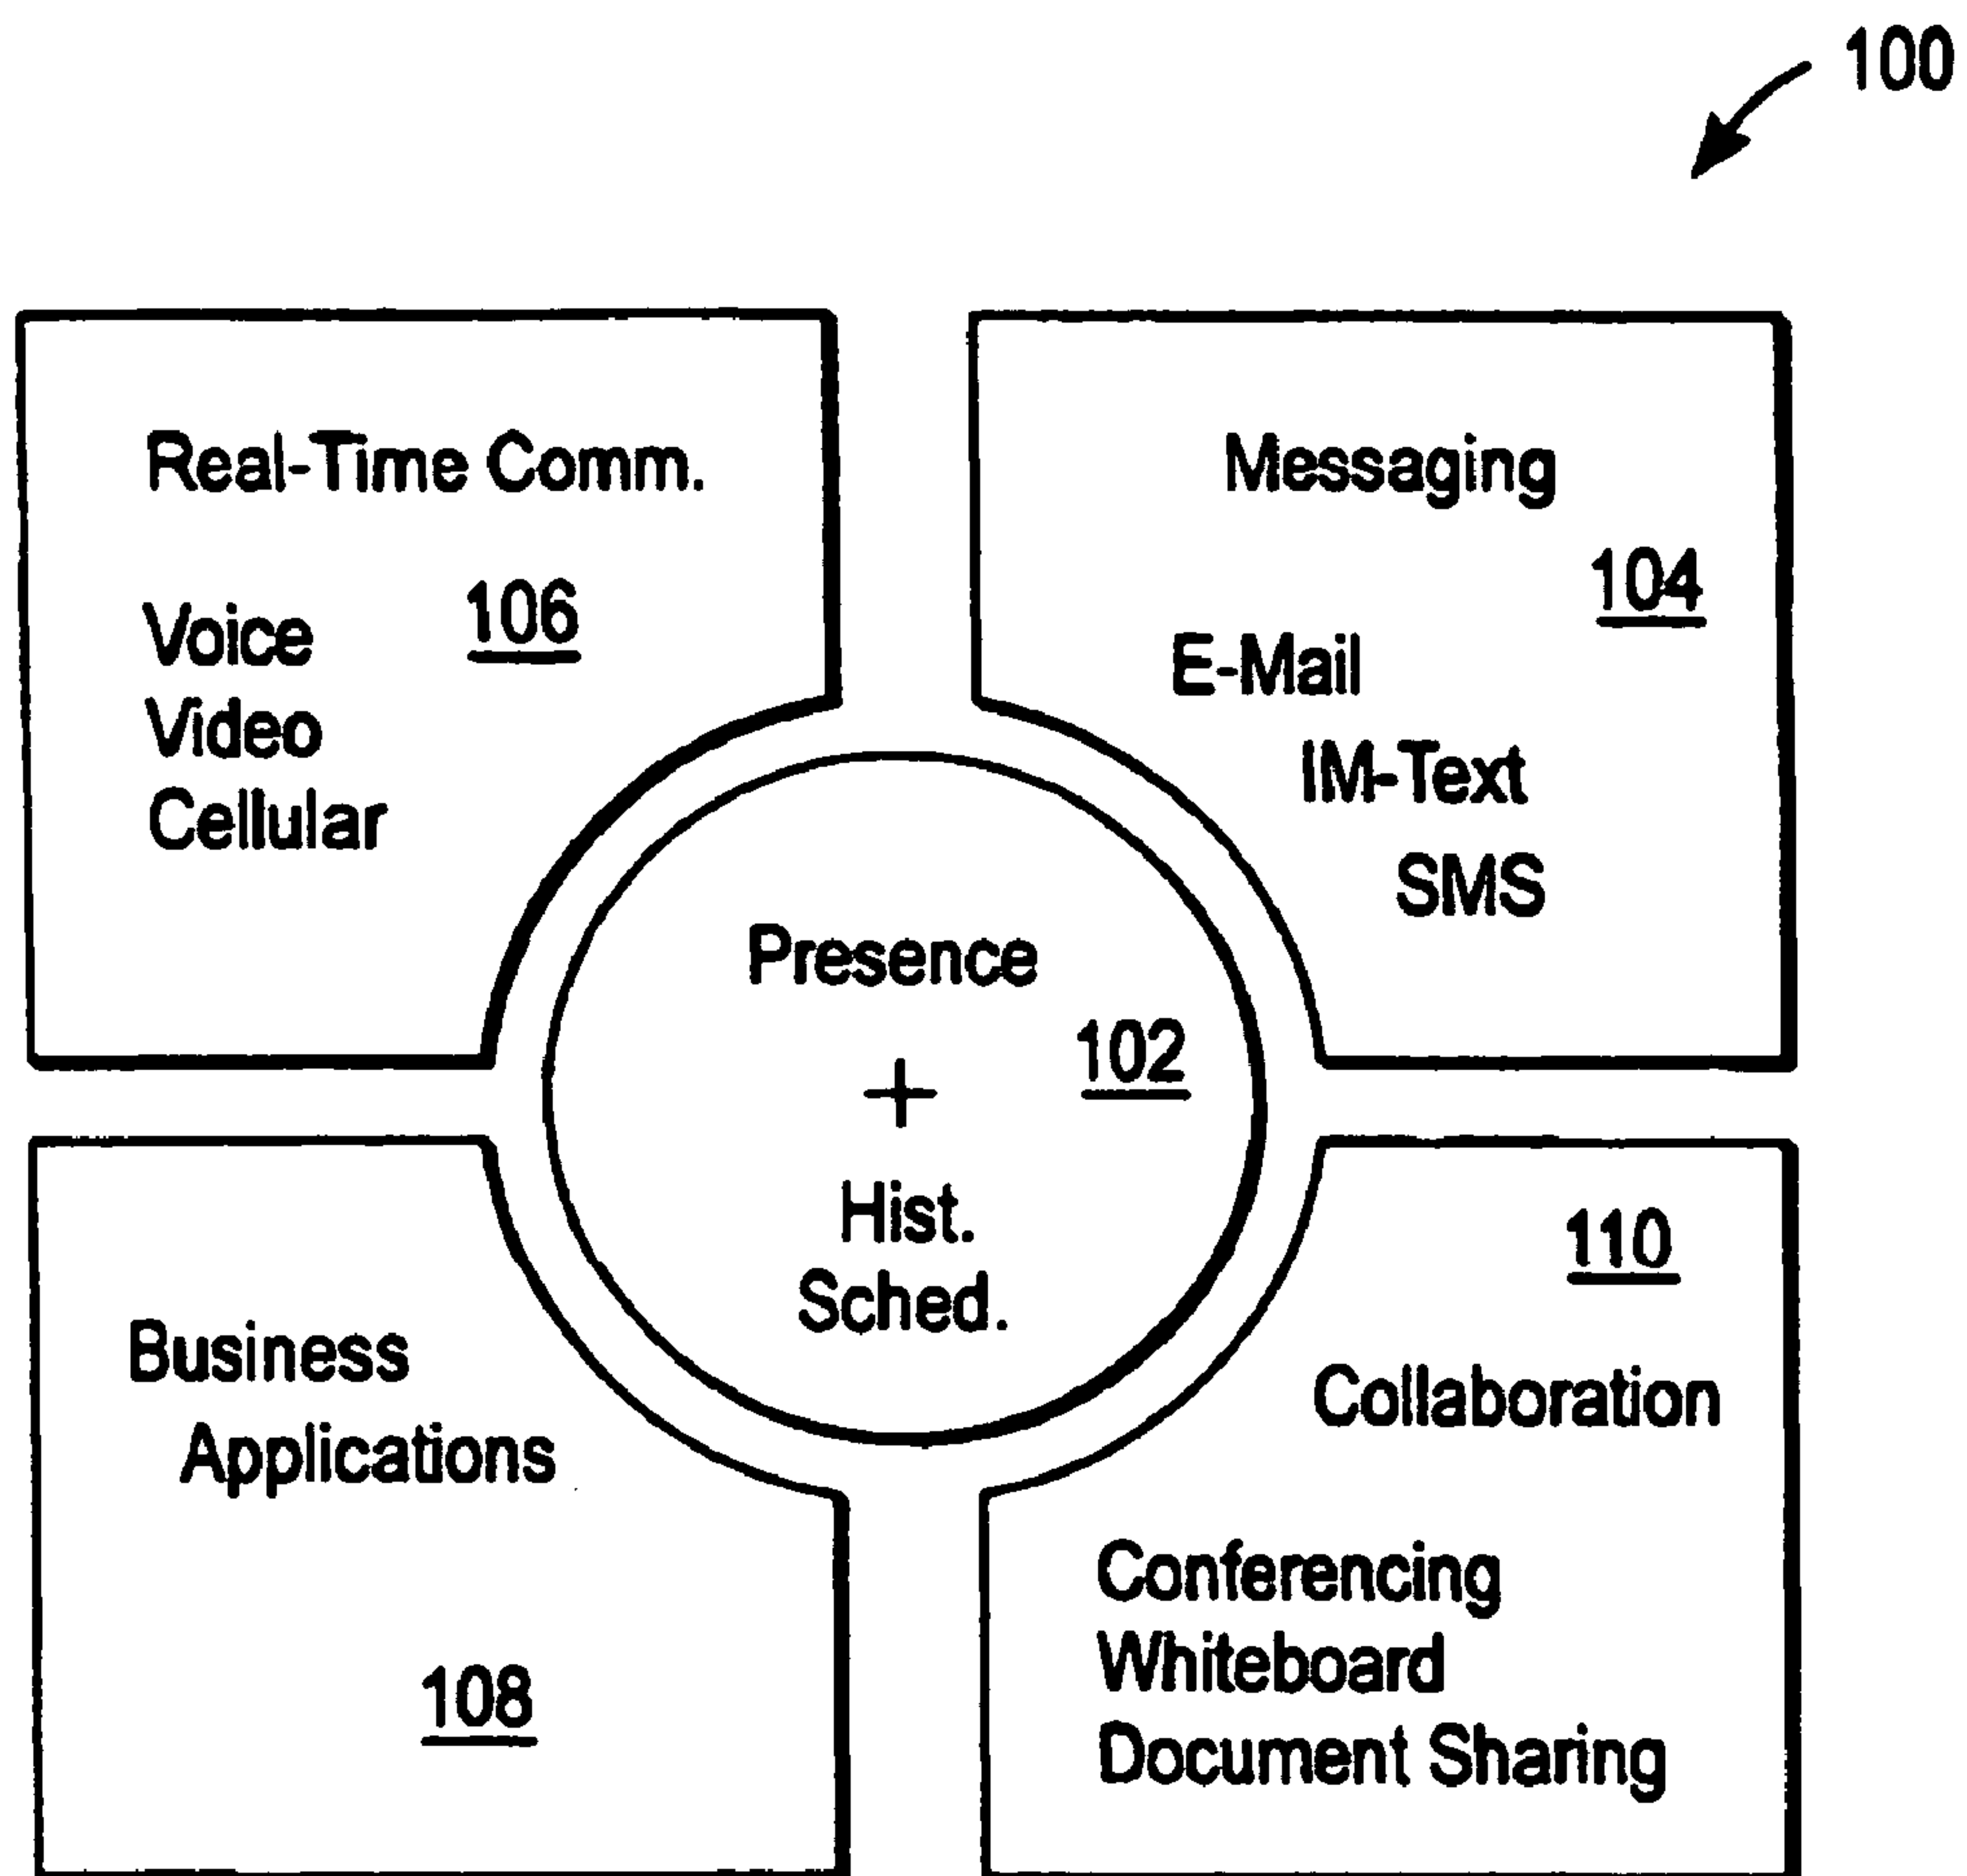 100
Real-Time Comm.
106
Voice
Video
Cellular
Messaging
104
E-Mail
IM-Text
SMS
Presence
102
+
Hist.
Sched.
Business
Applications
108
110
Collaboration
Conferencing
Whiteboard
Document Sharing